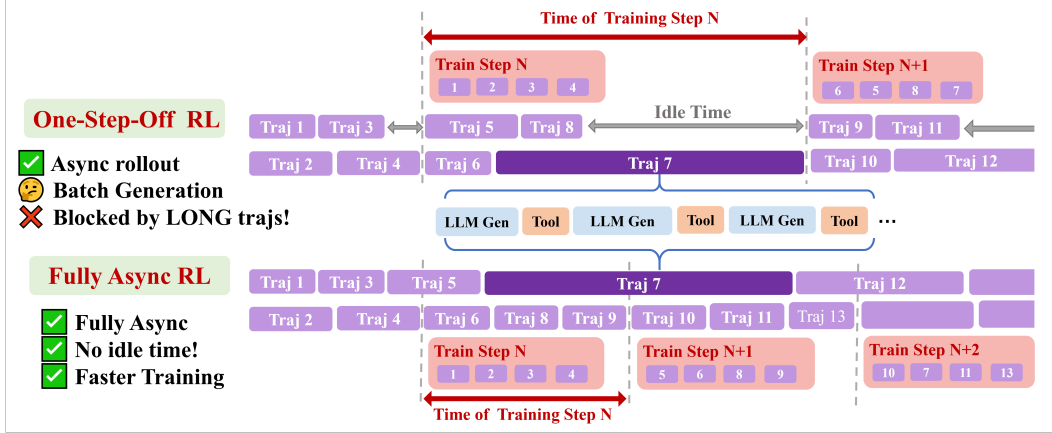 Time of Training Step N
Train Step N
1 2 3 4
Train Step N+1
6 5 8 7
One-Step-Off RL
Traj 1 Traj 3 Traj 5 Traj 8 Idle Time Traj 9 Traj 11
Async rollout
Traj 2 Traj 4 Traj 6 Traj 7 Traj 10 Traj 12
Batch Generation
Blocked by LONG trajs!
LLM Gen Tool LLM Gen Tool LLM Gen Tool ...
Fully Async RL
Traj 1 Traj 3 Traj 5 Traj 7 Traj 12
Traj 2 Traj 4 Traj 6 Traj 8 Traj 9 Traj 10 Traj 11 Traj 13
Fully Async
No idle time!
Faster Training
Train Step N
1 2 3 4
Train Step N+1
5 6 8 9
Train Step N+2
10 7 11 13
Time of Training Step N